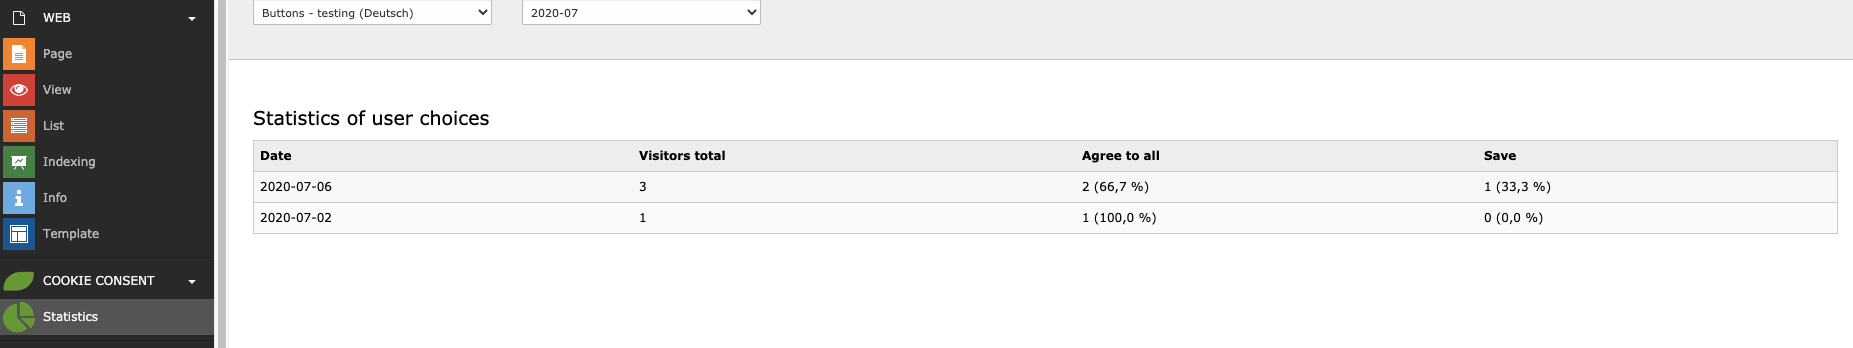 WEB
Page
View
List
Indexing
Info
Template
COOKIE CONSENT
Statistics
Buttons - testing (Deutsch) 2020-07
Statistics of user choices
Date Visitors total Agree to all Save
2020-07-06 3 2 (66,7 %) 1 (33,3 %)
2020-07-02 1 1 (100,0 %) 0 (0,0 %)